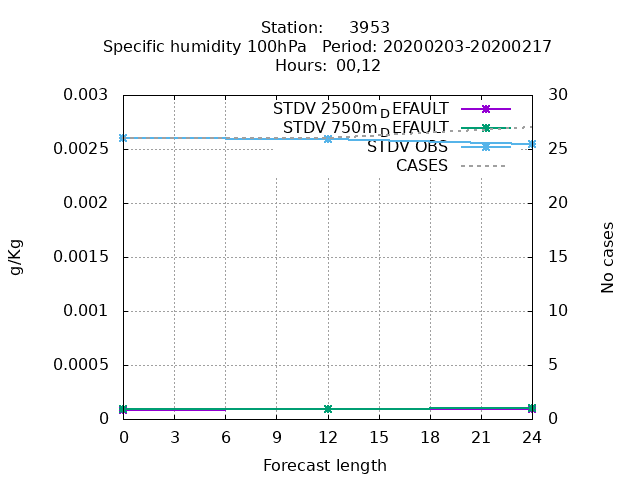 Station: 3953
Specific humidity 100hPa Period: 20200203-20200217
Hours: 00,12
0.003
0.0025
0.002
0.0015
0.001
0.0005
0
30
25
20
15
10
5
0
g/Kg
No cases
STDV 2500m_DEFAULT
STDV 750m_DEFAULT
STDV OBS
CASES
0 3 6 9 12 15 18 21 24
Forecast length